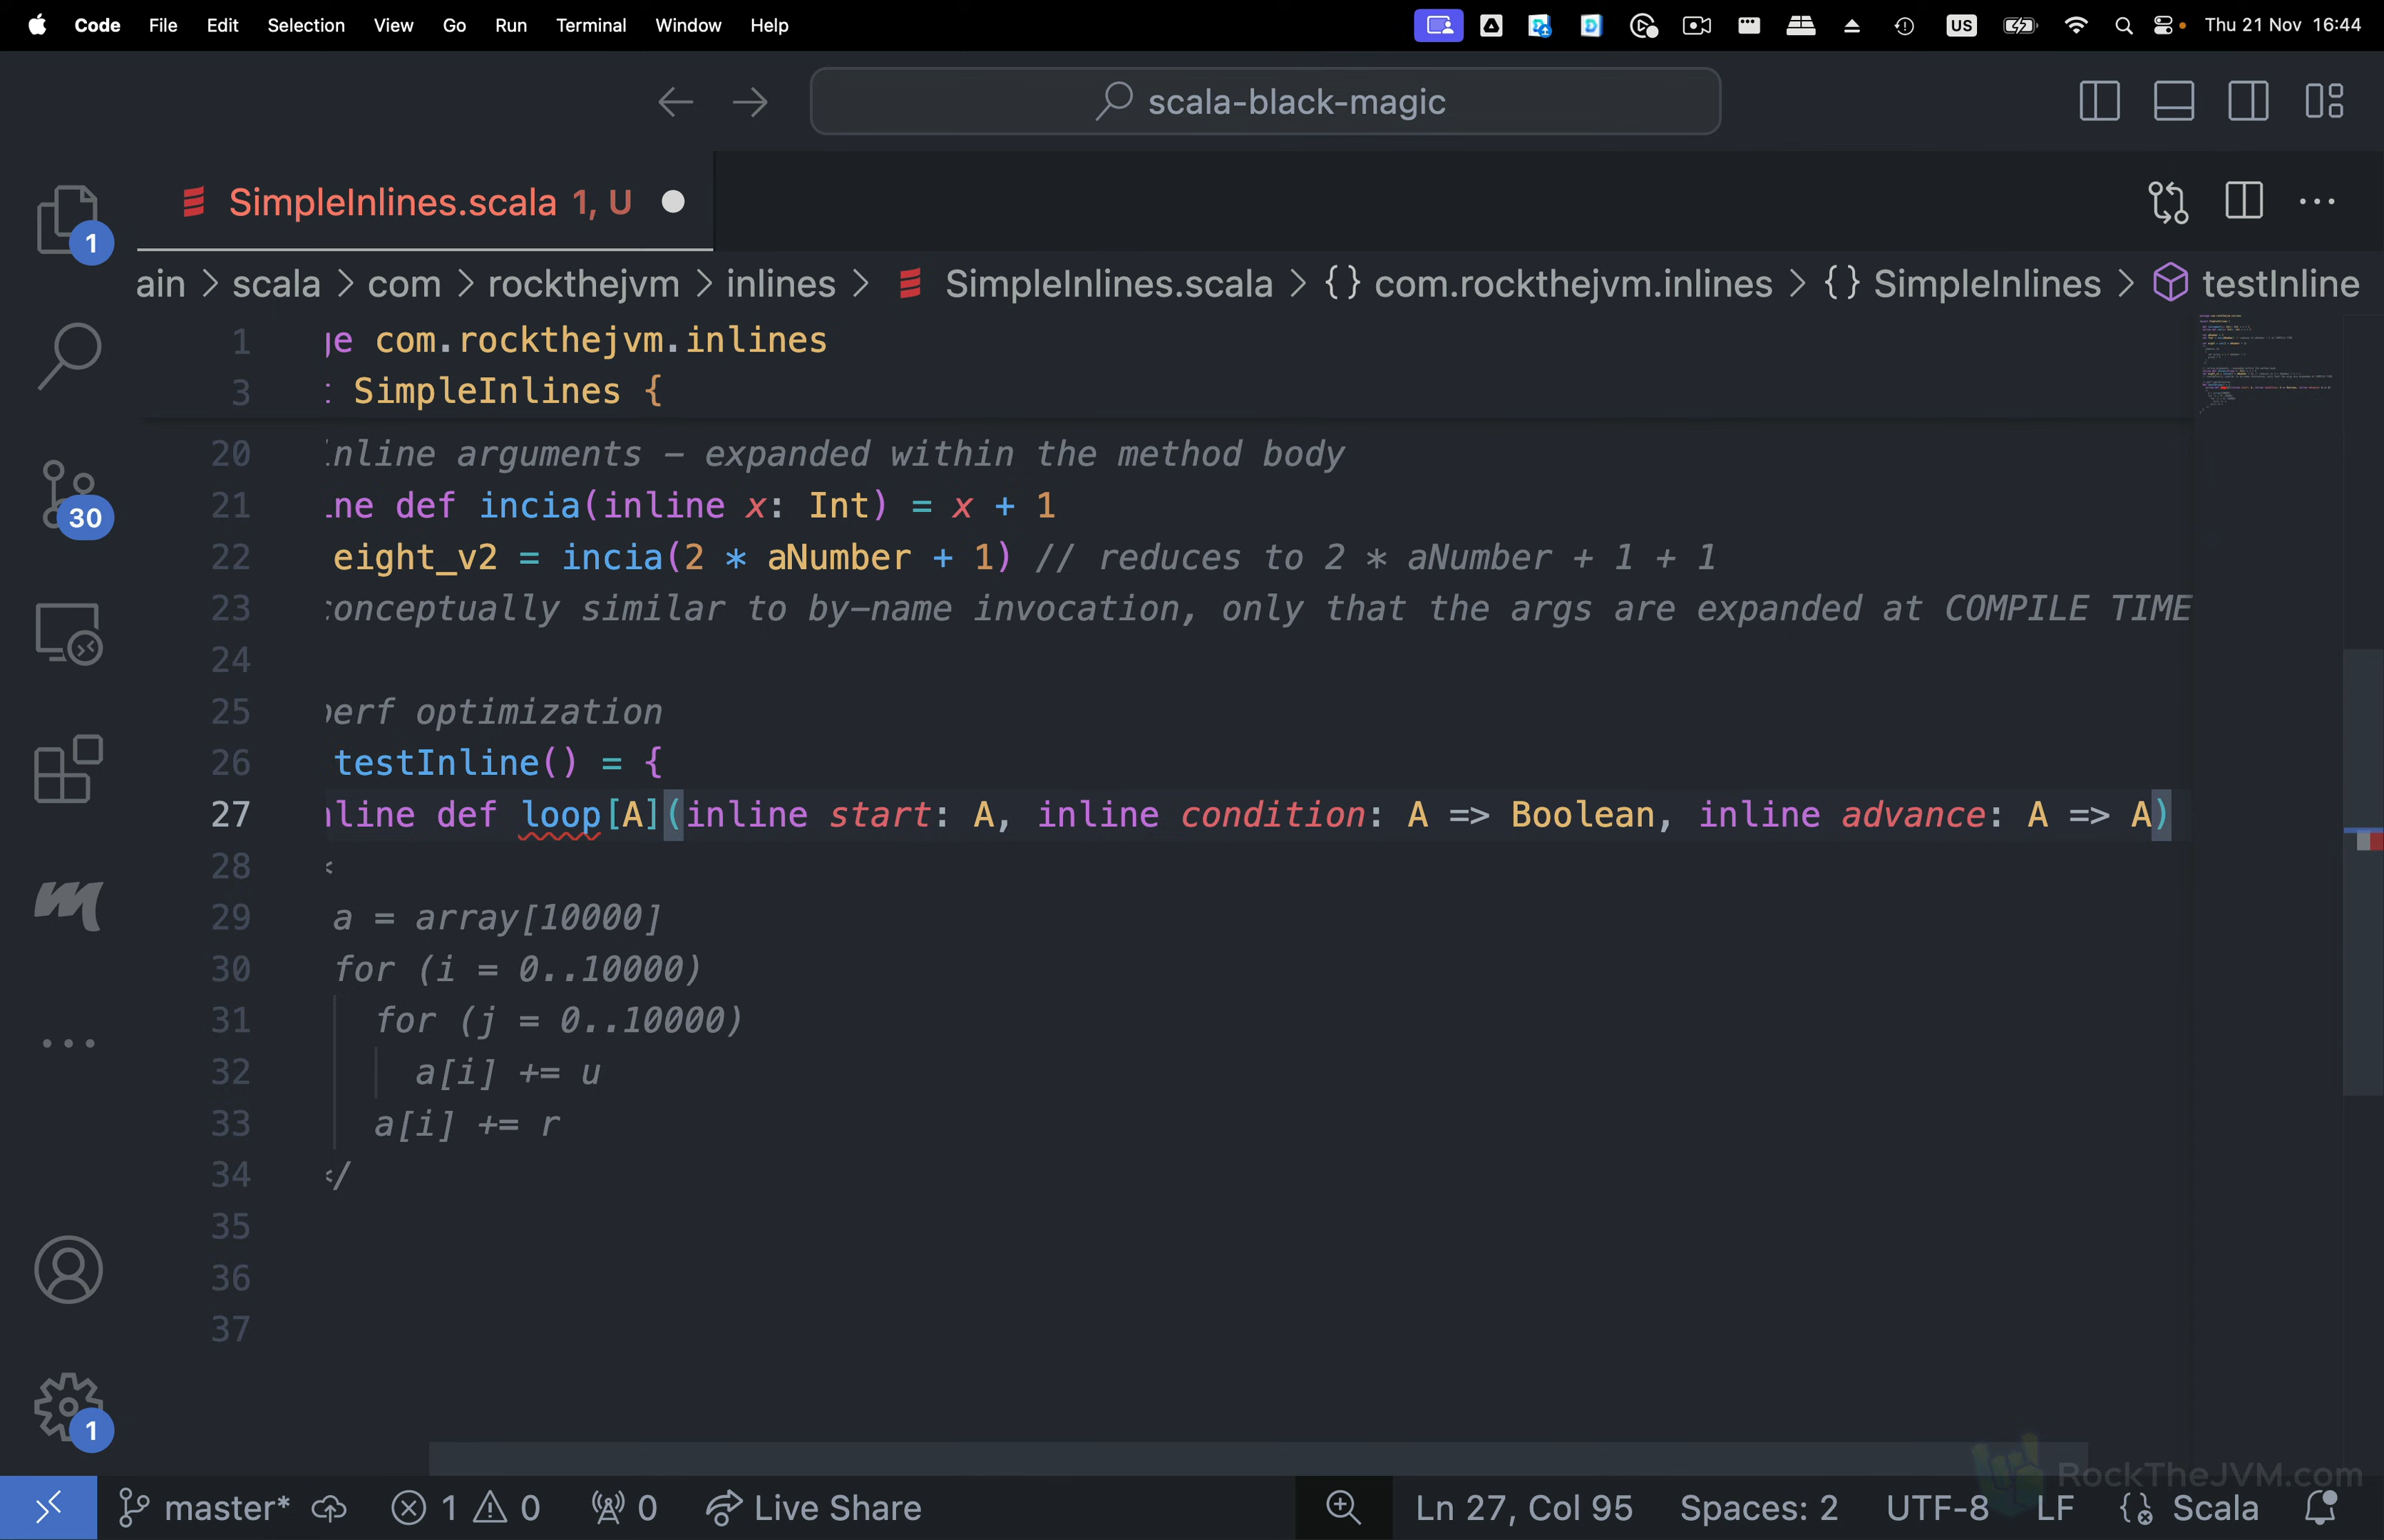 Code File Edit Selection View Go Run Terminal Window Help US Thu 21 Nov 16:44
scala-black-magic
SimpleInlines.scala 1, U
ain > scala > com > rockthejvm > inlines > SimpleInlines.scala > {} com.rockthejvm.inlines > {} SimpleInlines > testInline
1 ge com.rockthejvm.inlines
3 : SimpleInlines {
20 inline arguments - expanded within the method body
21 ine def incia(inline x: Int) = x + 1
22 eight_v2 = incia(2 * aNumber + 1) // reduces to 2 * aNumber + 1 + 1
23 conceptually similar to by-name invocation, only that the args are expanded at COMPILE TIME
24
25 perf optimization
26 testInline() = {
27 nline def loop[A](inline start: A, inline condition: A => Boolean, inline advance: A => A)
28 *
29 a = array[10000]
30 for (i = 0..10000)
31 for (j = 0..10000)
32 a[i] += u
33 a[i] += r
34 */
35
36
37
1
30
1
RockTheJVM.com
master* 1 0 0 Live Share Ln 27, Col 95 Spaces: 2 UTF-8 LF Scala